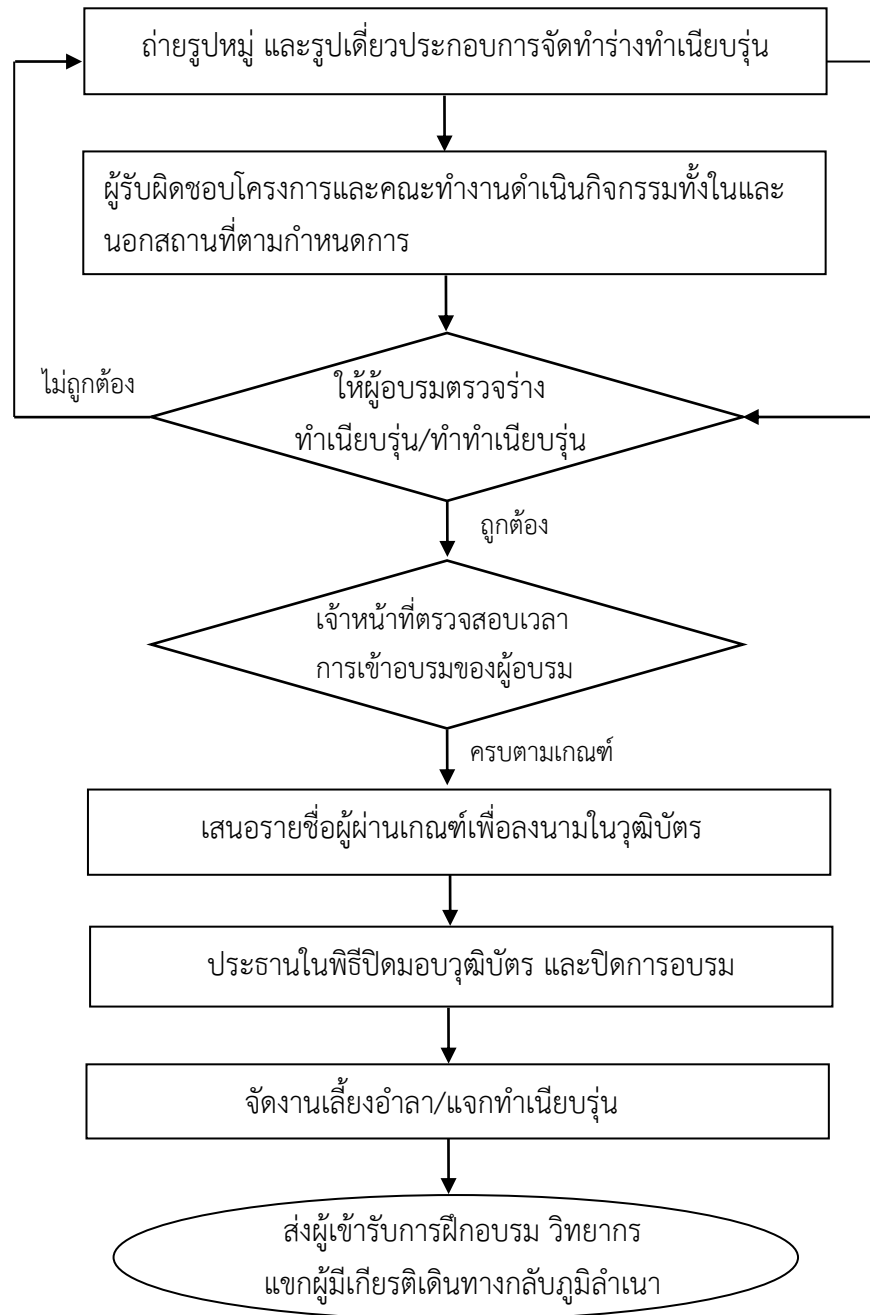 ถ่ายรูปหมู่ และรูปเดี่ยวประกอบการจัดทำร่างทำเนียบรุ่น
ผู้รับผิดชอบโครงการและคณะทำงานดำเนินกิจกรรมทั้งในและ
นอกสถานที่ตามกำหนดการ
ไม่ถูกต้อง
ให้ผู้อบรมตรวจร่าง
ทำเนียบรุ่น/ทำทำเนียบรุ่น
ถูกต้อง
เจ้าหน้าที่ตรวจสอบเวลา
การเข้าอบรมของผู้อบรม
ครบตามเกณฑ์
เสนอรายชื่อผู้ผ่านเกณฑ์เพื่อลงนามในวุฒิบัตร
ประธานในพิธีปิดมอบวุฒิบัตร และปิดการอบรม
จัดงานเลี้ยงอำลา/แจกทำเนียบรุ่น
ส่งผู้เข้ารับการฝึกอบรม วิทยากร
แขกผู้มีเกียรติเดินทางกลับภูมิลำเนา